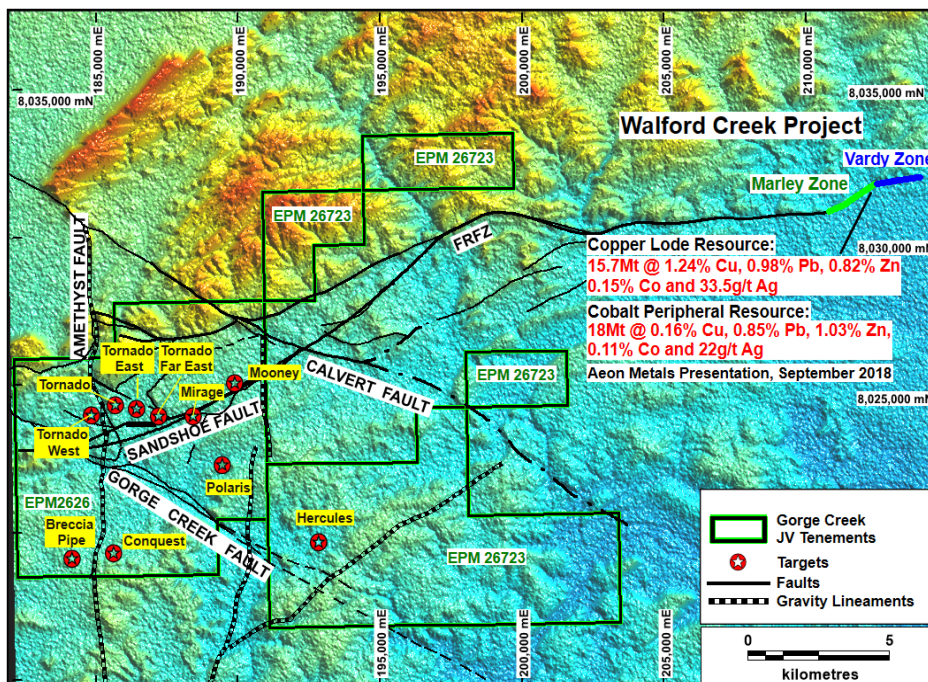 185,000 mE
190,000 mE
200,000 mE
210,000 mE
8,035,000 mN
8,035,000 mN
Walford Creek Project
EPM 26723
Vardy Zone
Marley Zone
EPM 26723
AMETHYST FAULT
FRFZ
8,030,000 mN
Copper Lode Resource:
15.7Mt @ 1.24% Cu, 0.98% Pb, 0.82% Zn
0.15% Co and 33.5g/t Ag
Cobalt Peripheral Resource:
18Mt @ 0.16% Cu, 0.85% Pb, 1.03% Zn,
0.11% Co and 22g/t Ag
Aeon Metals Presentation, September 2018
Tornado
East
Tornado
Far East
Mooney
CALVERT FAULT
EPM 26723
Tornado
Mirage
8,025,000 mN
SANDSHOE FAULT
Tornado
West
Polaris
GORGE CREEK FAULT
EPM2626
Breccia
Pipe
Conquest
Hercules
EPM 26723
Gorge Creek
JV Tenements
Targets
Faults
Gravity Lineaments
195,000 mE
200,000 mE
205,000 mE
0
5
kilometres